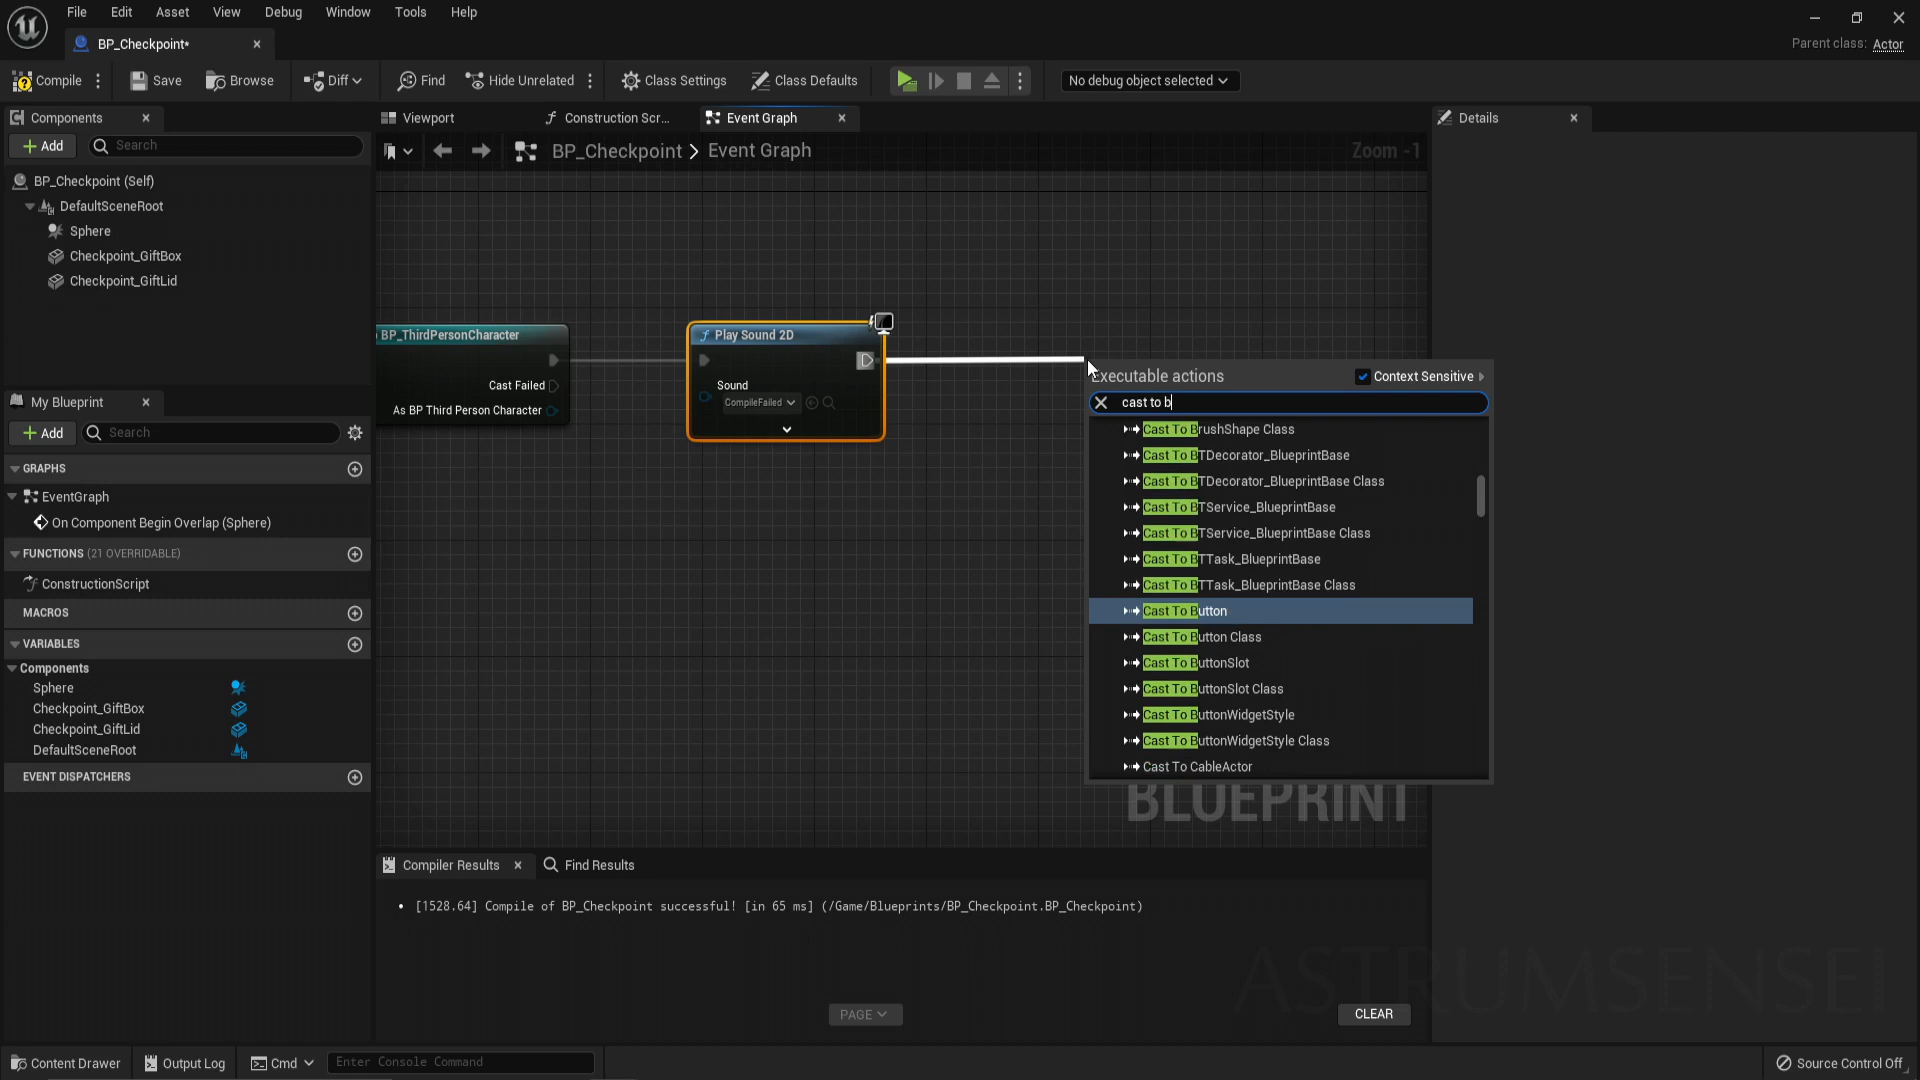 File Edit Asset View Debug Window Tools Help
BP_Checkpoint*
Parent class: Actor
Compile Save Browse Diff Find Hide Unrelated Class Settings Class Defaults No debug object selected
Components
Viewport Construction Scr... Event Graph
Details
Add Search
BP_Checkpoint > Event Graph
Zoom -1
BP_Checkpoint (Self)
DefaultSceneRoot
Sphere
Checkpoint_GiftBox
Checkpoint_GiftLid
BP_ThirdPersonCharacter
Cast Failed
As BP Third Person Character
Play Sound 2D
Sound
CompileFailed
Executable actions
Context Sensitive
cast to b
Cast To BrushShape Class
Cast To BTDecorator_BlueprintBase
Cast To BTDecorator_BlueprintBase Class
Cast To BTService_BlueprintBase
Cast To BTService_BlueprintBase Class
Cast To BTTask_BlueprintBase
Cast To BTTask_BlueprintBase Class
Cast To Button
Cast To Button Class
Cast To ButtonSlot
Cast To ButtonSlot Class
Cast To ButtonWidgetStyle
Cast To ButtonWidgetStyle Class
Cast To CableActor
BLUEPRINT
My Blueprint
Add Search
GRAPHS
EventGraph
On Component Begin Overlap (Sphere)
FUNCTIONS (21 OVERRIDABLE)
ConstructionScript
MACROS
VARIABLES
Components
Sphere
Checkpoint_GiftBox
Checkpoint_GiftLid
DefaultSceneRoot
EVENT DISPATCHERS
Compiler Results Find Results
[1528.64] Compile of BP_Checkpoint successful! [in 65 ms] (/Game/Blueprints/BP_Checkpoint.BP_Checkpoint)
ASTRUMSENSEI
PAGE
CLEAR
Content Drawer Output Log Cmd Enter Console Command Source Control Off